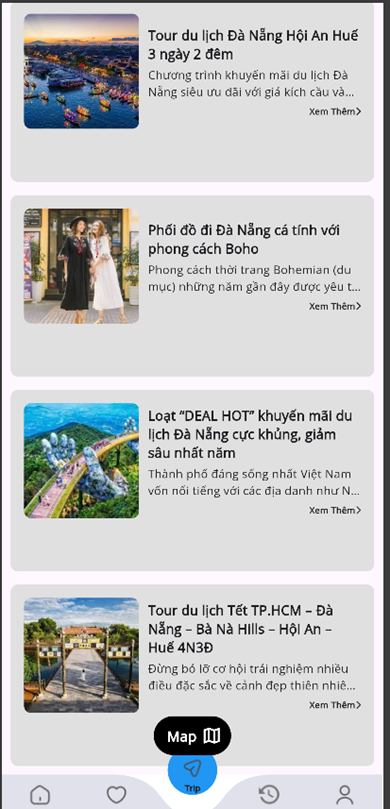 Tour du lịch Đà Nẵng Hội An Huế
3 ngày 2 đêm
Chương trình khuyến mãi du lịch Đà
Nẵng siêu ưu đãi với giá kích cầu và...
Xem Thêm
Phối đồ đi Đà Nẵng cá tính với
phong cách Boho
Phong cách thời trang Bohemian (du
mục) những năm gần đây được yêu t...
Xem Thêm
Loạt “DEAL HOT” khuyến mãi du
lịch Đà Nẵng cực khủng, giảm
sâu nhất năm
Thành phố đáng sống nhất Việt Nam
vốn nổi tiếng với các địa danh như N...
Xem Thêm
Tour du lịch Tết TP.HCM – Đà
Nẵng – Bà Nà Hills – Hội An –
Huế 4N3Đ
Đừng bỏ lỡ cơ hội trải nghiệm nhiều
điều đặc sắc về cảnh đẹp thiên nhiê...
Xem Thêm
Map
Trip